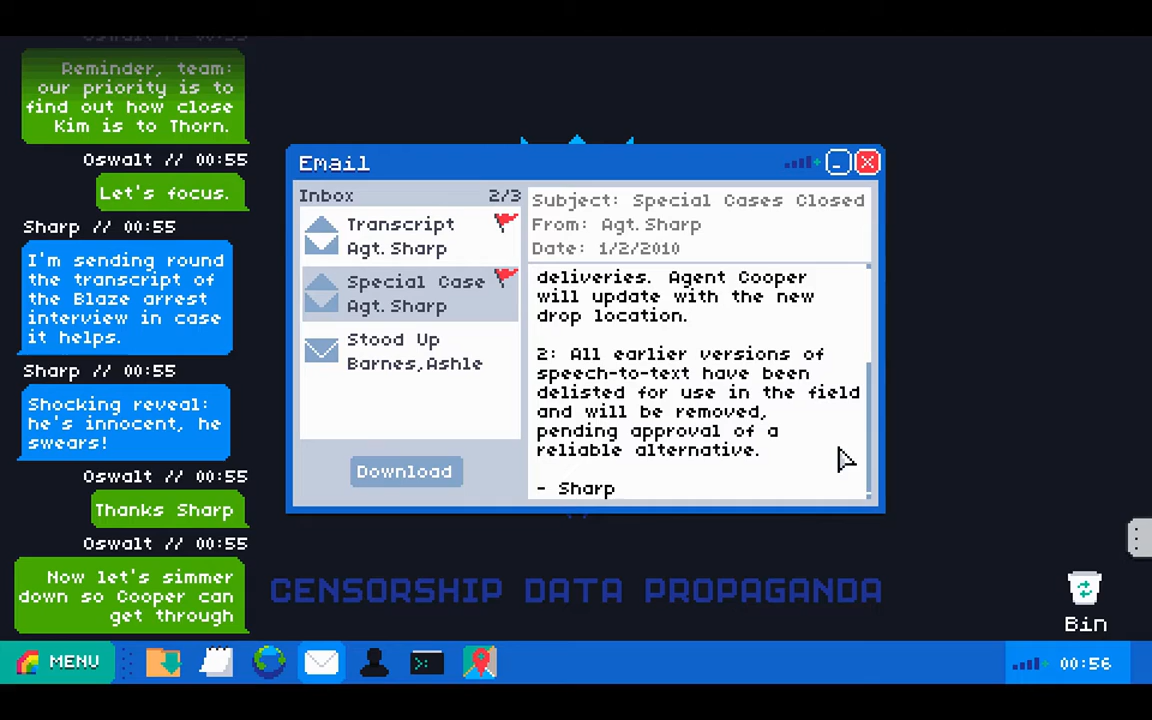 Oswalt // 00:55
Reminder, team:
our priority is to
find out how close
Kim is to Thorn.
Oswalt // 00:55
Let's focus.
Sharp // 00:55
I'm sending round
the transcript of
the Blaze arrest
interview in case
it helps.
Sharp // 00:55
Shocking reveal:
he's innocent, he
swears!
Oswalt // 00:55
Thanks Sharp
Oswalt // 00:55
Now let's simmer
down so Cooper can
get through
Email
Inbox 2/3
Transcript
Agt.Sharp
Special Case
Agt.Sharp
Stood Up
Barnes,Ashle
Download
Subject: Special Cases Closed
From: Agt.Sharp
Date: 1/2/2010
deliveries. Agent Cooper
will update with the new
drop location.
2: All earlier versions of
speech-to-text have been
delisted for use in the field
and will be removed,
pending approval of a
reliable alternative.
- Sharp
CENSORSHIP DATA PROPAGANDA
Bin
MENU
00:56